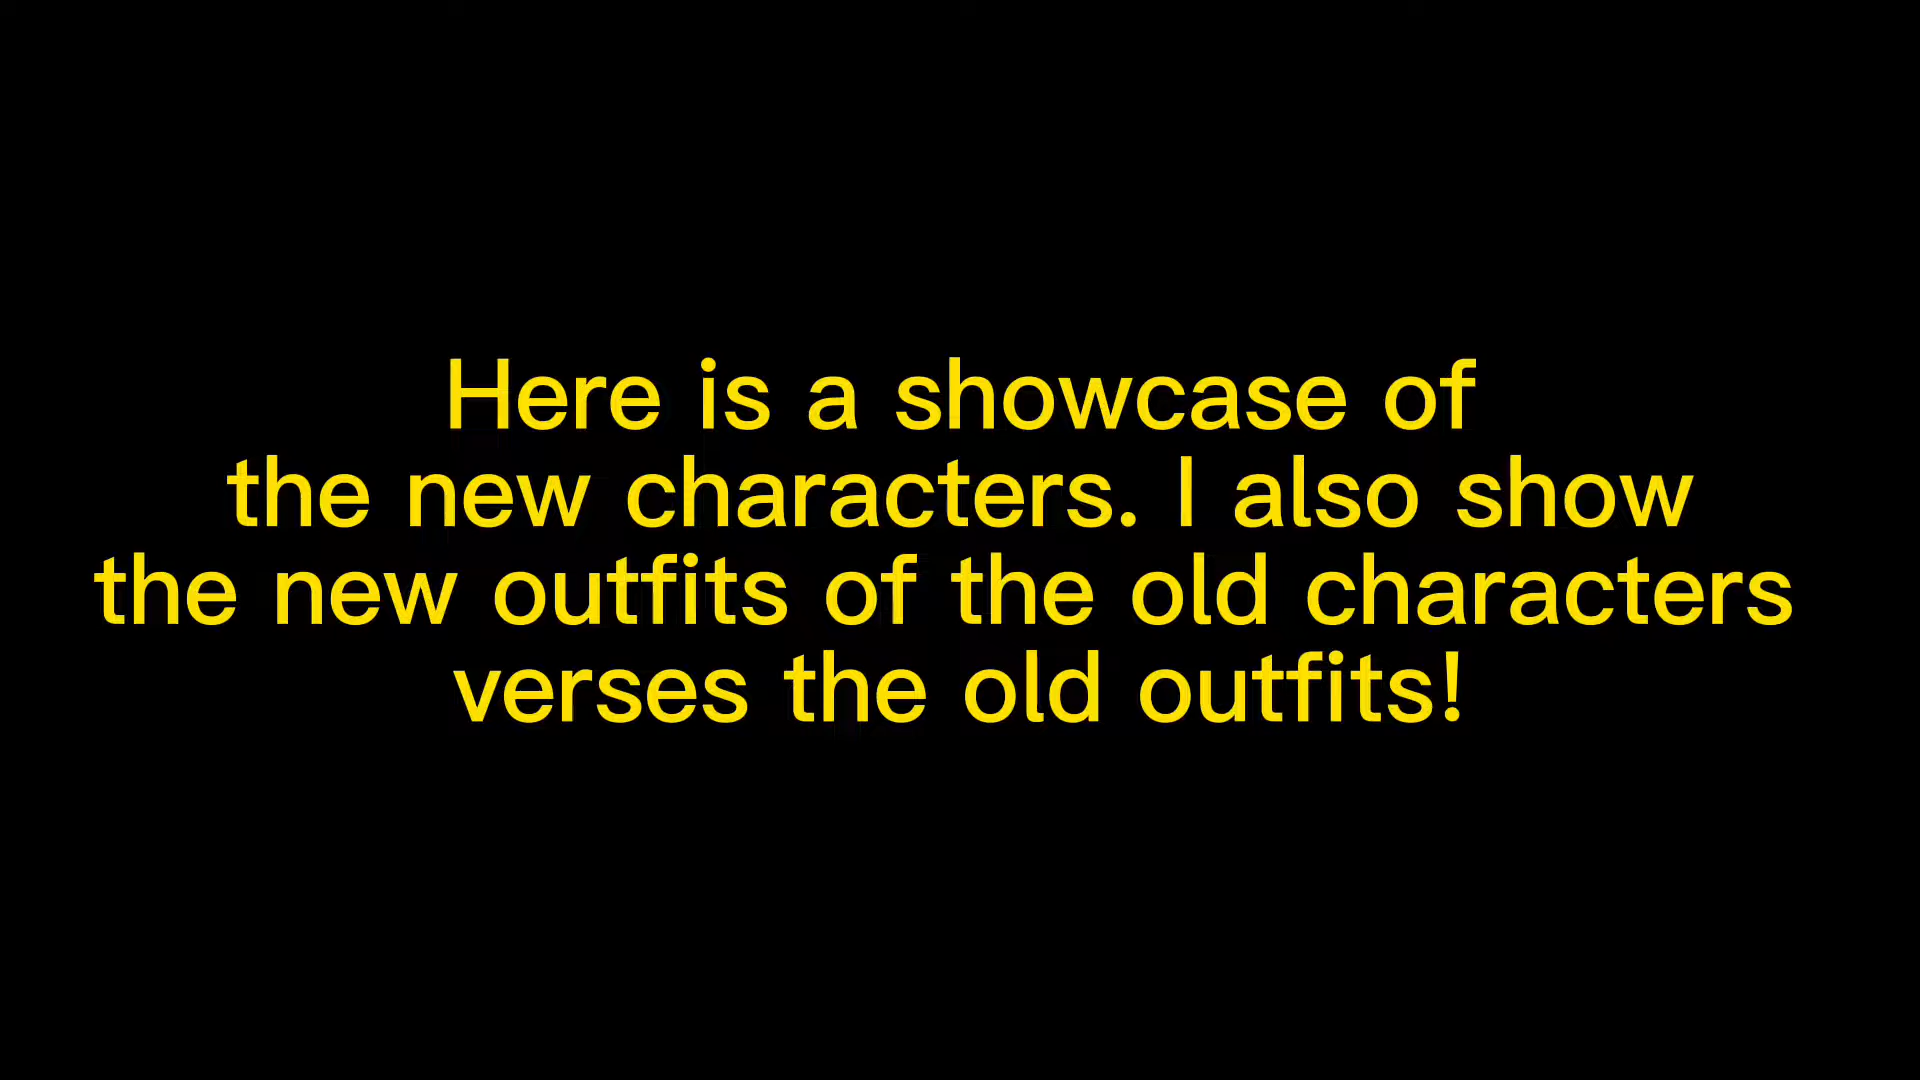 Here is a showcase of
the new characters. I also show
the new outfits of the old characters
verses the old outfits!